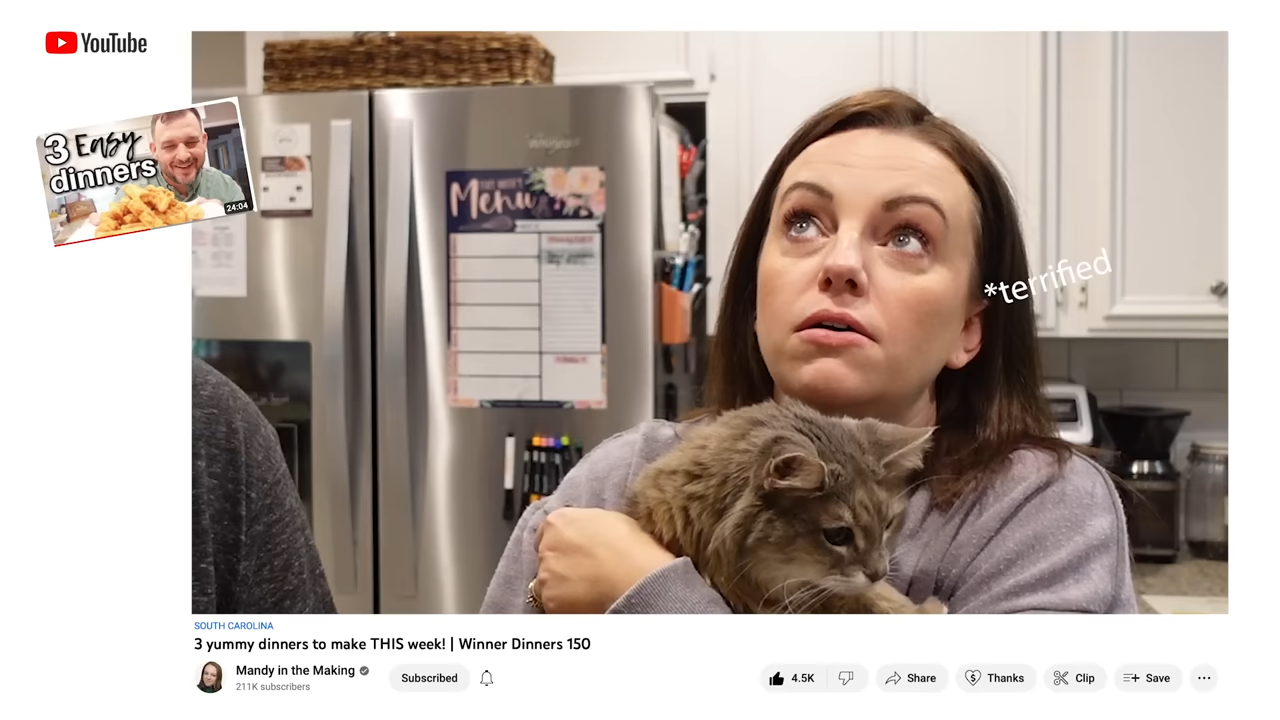 YouTube
3 Easy
dinners
24:04
Menu
*terrified
SOUTH CAROLINA
3 yummy dinners to make THIS week! | Winner Dinners 150
Mandy in the Making
211K subscribers
Subscribed
4.5K
Share
Thanks
Clip
Save